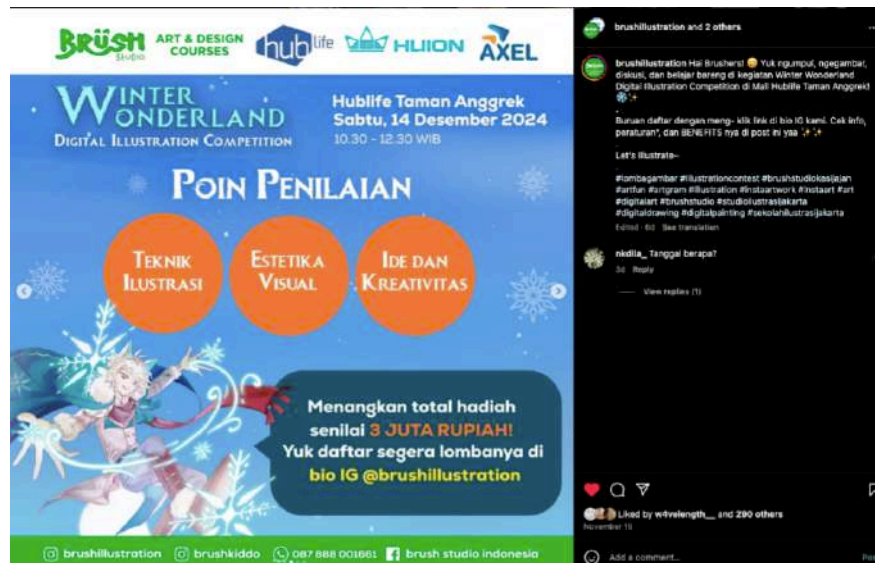 BRÜSH
Studio
ART & DESIGN
COURSES
hublife
HUION
AXEL
WINTER
WONDERLAND
DIGITAL ILLUSTRATION COMPETITION
Hublife Taman Anggrek
Sabtu, 14 Desember 2024
10.30 - 12.30 WIB
POIN PENILAIAN
TEKNIK
ILUSTRASI
ESTETIKA
VISUAL
IDE DAN
KREATIVITAS
Menangkan total hadiah
senilai 3 JUTA RUPIAH!
Yuk daftar segera lombanya di
bio IG @brushillustration
brushillustration
brushkiddo
087 888 001661
brush studio indonesia
brushillustration and 2 others
brushillustration Hai Brushers! 😊 Yuk ngumpul, ngegambar,
diskusi, dan belajar bareng di kegiatan Winter Wonderland
Digital Illustration Competition di Mall Hublife Taman Anggrek!
❄️✨
.
Buruan daftar dengan meng- klik link di bio IG kami. Cek info,
peraturan", dan BENEFITS nya di post ini yaa ✨✨
.
Let's Illustrate~
.
#lombagambar #illustrationcontest #brushstudiokasijajan
#artfun #artgram #illustration #instaartwork #instaart #art
#digitalart #brushstudio #studioilustrasijakarta
#digitaldrawing #digitalpainting #sekolahilustrasijakarta
Edited · 6d See translation
nkdila_ Tanggal berapa?
3d Reply
View replies (1)
Liked by w4velength__ and 290 others
Add a comment...